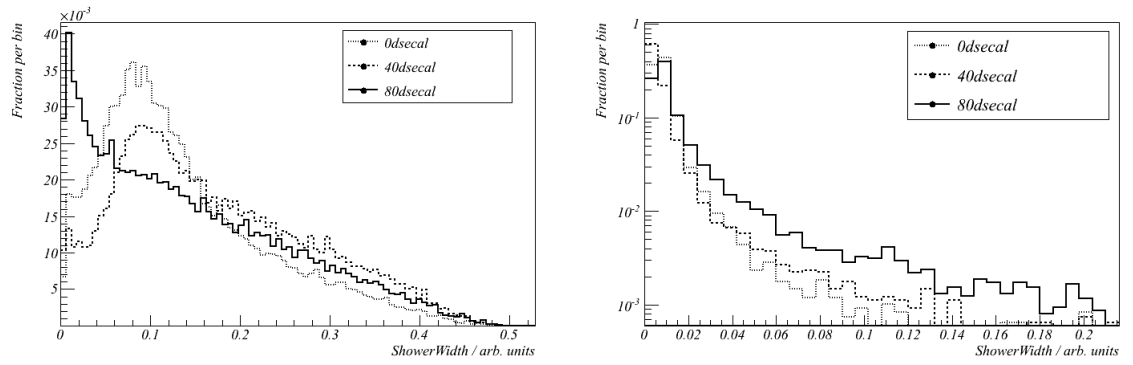 ×10⁻³
Fraction per bin
40
35
30
25
20
15
10
5
0 0.1 0.2 0.3 0.4 0.5
ShowerWidth / arb. units
0dsecal
40dsecal
80dsecal
Fraction per bin
1
10⁻¹
10⁻²
10⁻³
0 0.02 0.04 0.06 0.08 0.1 0.12 0.14 0.16 0.18 0.2
ShowerWidth / arb. units
0dsecal
40dsecal
80dsecal